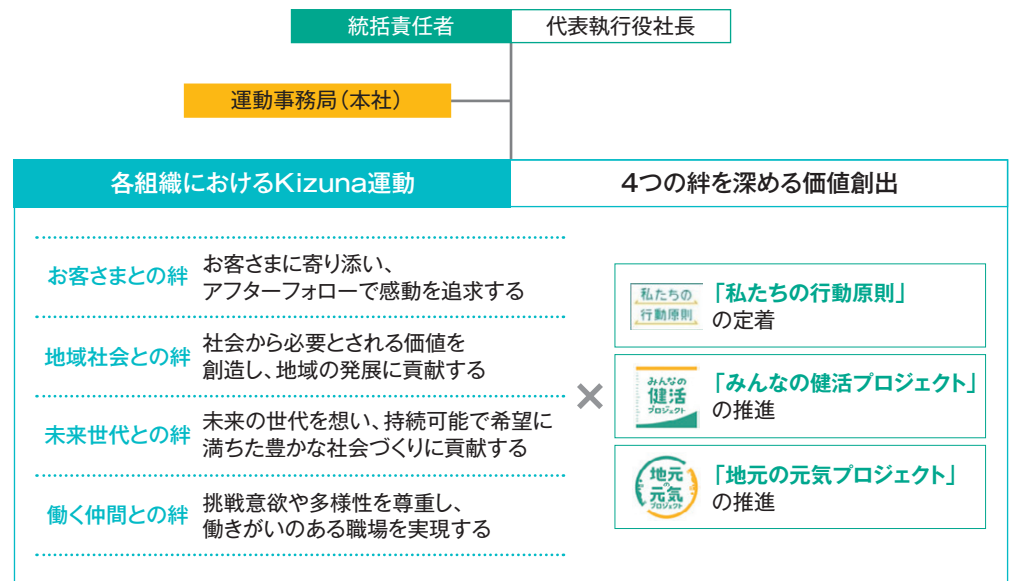 統括責任者
代表執行役社長
運動事務局(本社)
各組織におけるKizuna運動
4つの絆を深める価値創出
お客さまとの絆
お客さまに寄り添い、
アフターフォローで感動を追求する
地域社会との絆
社会から必要とされる価値を
創造し、地域の発展に貢献する
未来世代との絆
未来の世代を想い、持続可能で希望に
満ちた豊かな社会づくりに貢献する
働く仲間との絆
挑戦意欲や多様性を尊重し、
働きがいのある職場を実現する
×
私たちの
行動原則
「私たちの行動原則」
の定着
みんなの
健活
プロジェクト
「みんなの健活プロジェクト」
の推進
地元
の
元気
プロジェクト
「地元の元気プロジェクト」
の推進